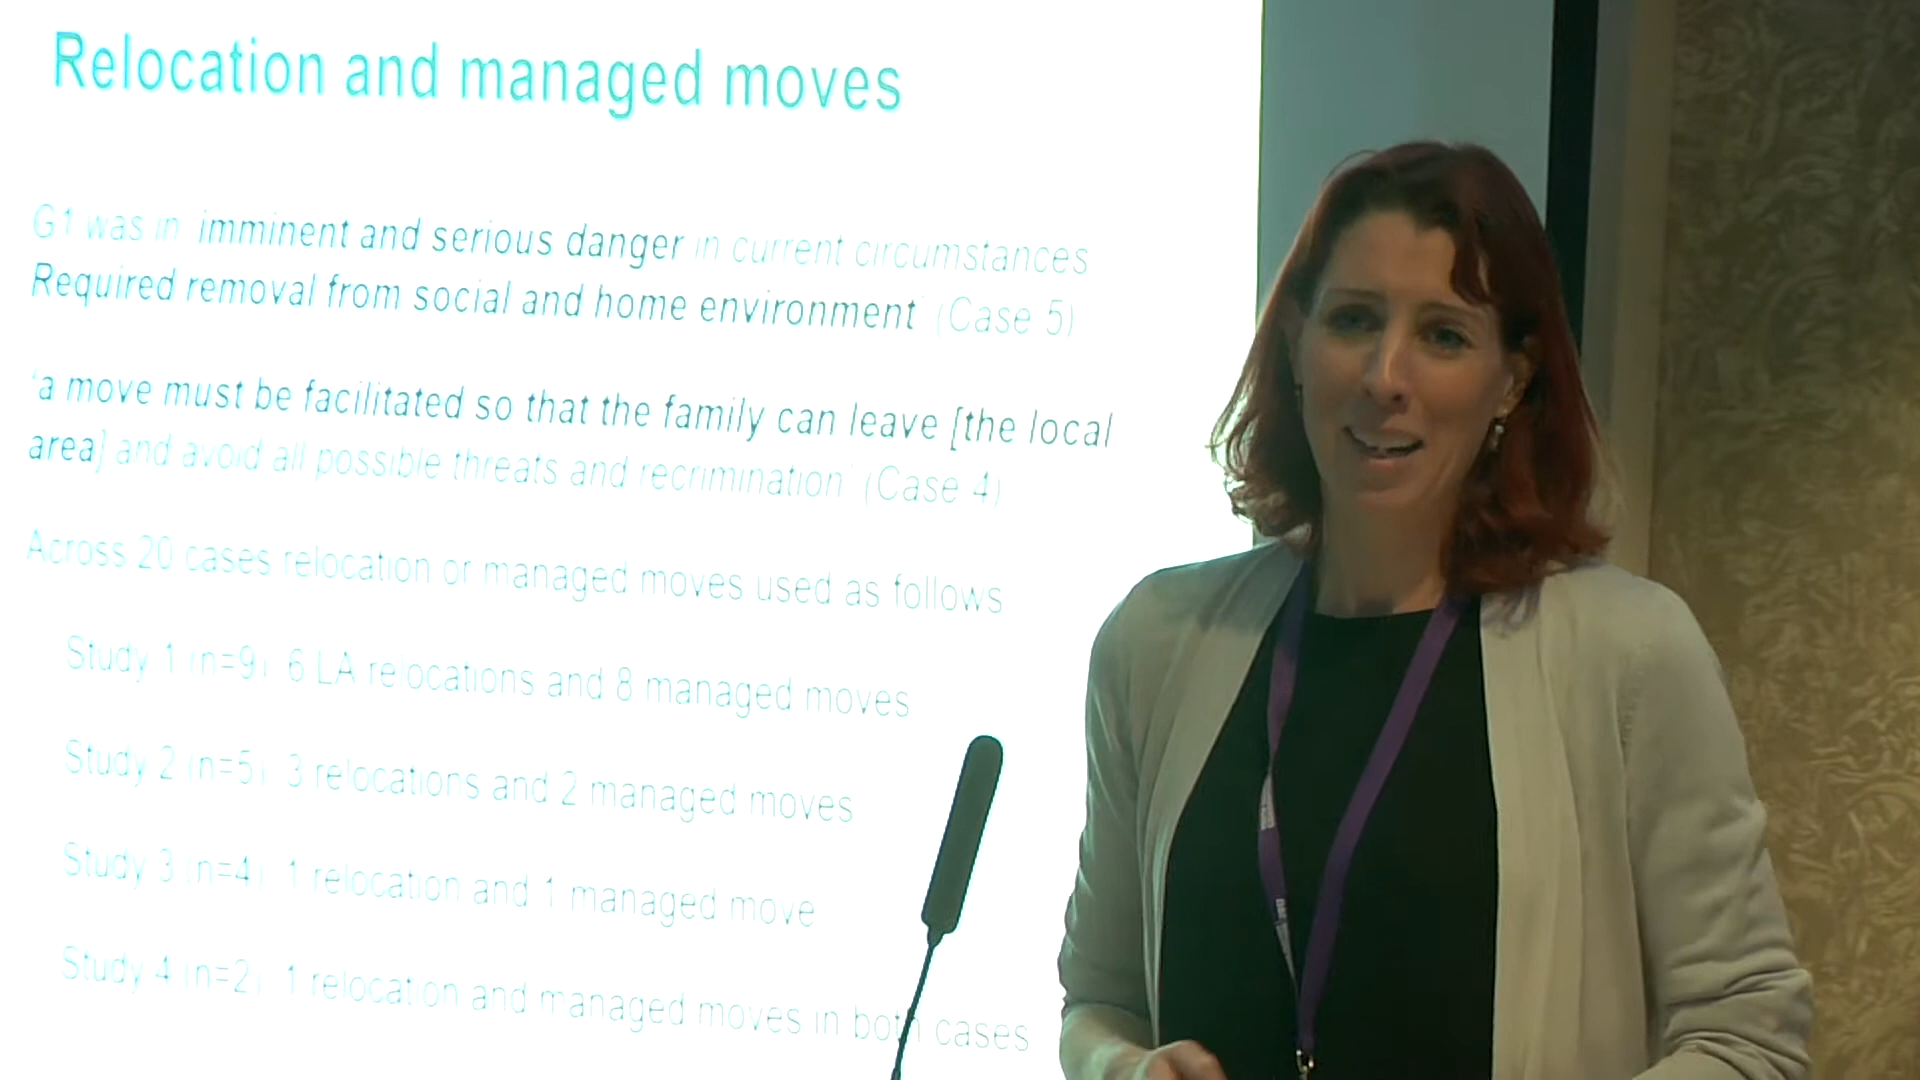 Relocation and managed moves
G1 was in imminent and serious danger in current circumstances
Required removal from social and home environment (Case 5)
'a move must be facilitated so that the family can leave [the local
area] and avoid all possible threats and recrimination' (Case 4)
Across 20 cases relocation or managed moves used as follows
Study 1 (n=9) 6 LA relocations and 8 managed moves
Study 2 (n=5) 3 relocations and 2 managed moves
Study 3 (n=4) 1 relocation and 1 managed move
Study 4 (n=2) 1 relocation and managed moves in both cases